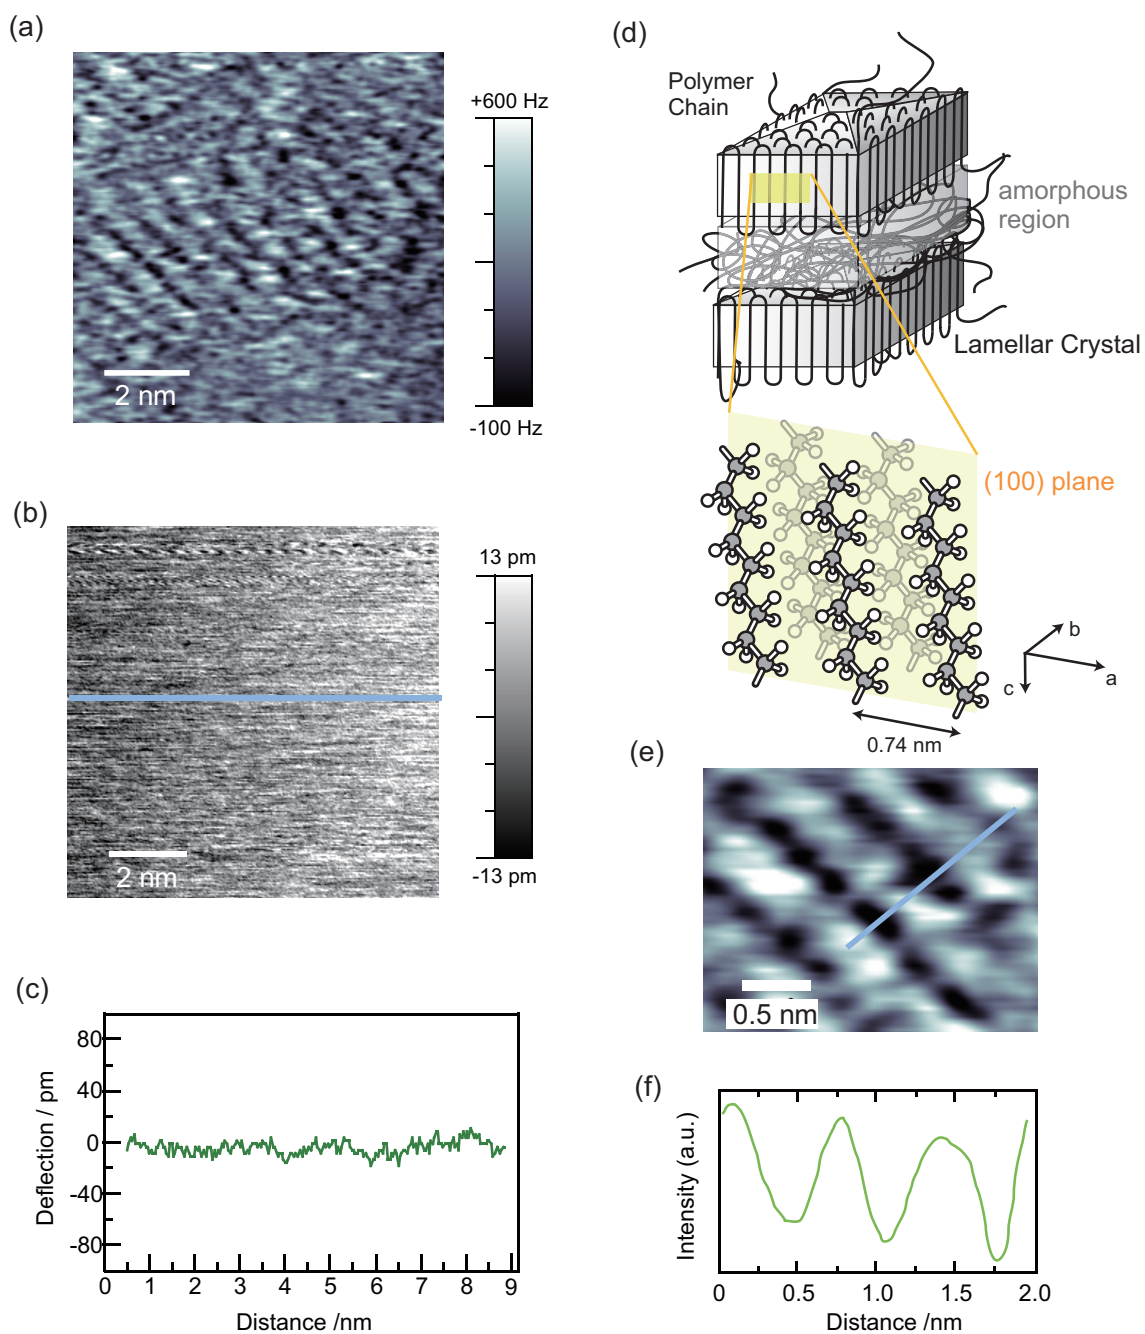 (a)
+600 Hz
-100 Hz
2 nm
(b)
13 pm
-13 pm
2 nm
(c)
80
40
0
-40
-80
Deflection / pm
0 1 2 3 4 5 6 7 8 9
Distance /nm
(d)
Polymer
Chain
amorphous
region
Lamellar Crystal
(100) plane
b
a
c
0.74 nm
(e)
0.5 nm
(f)
Intensity (a.u.)
0 0.5 1.0 1.5 2.0
Distance /nm